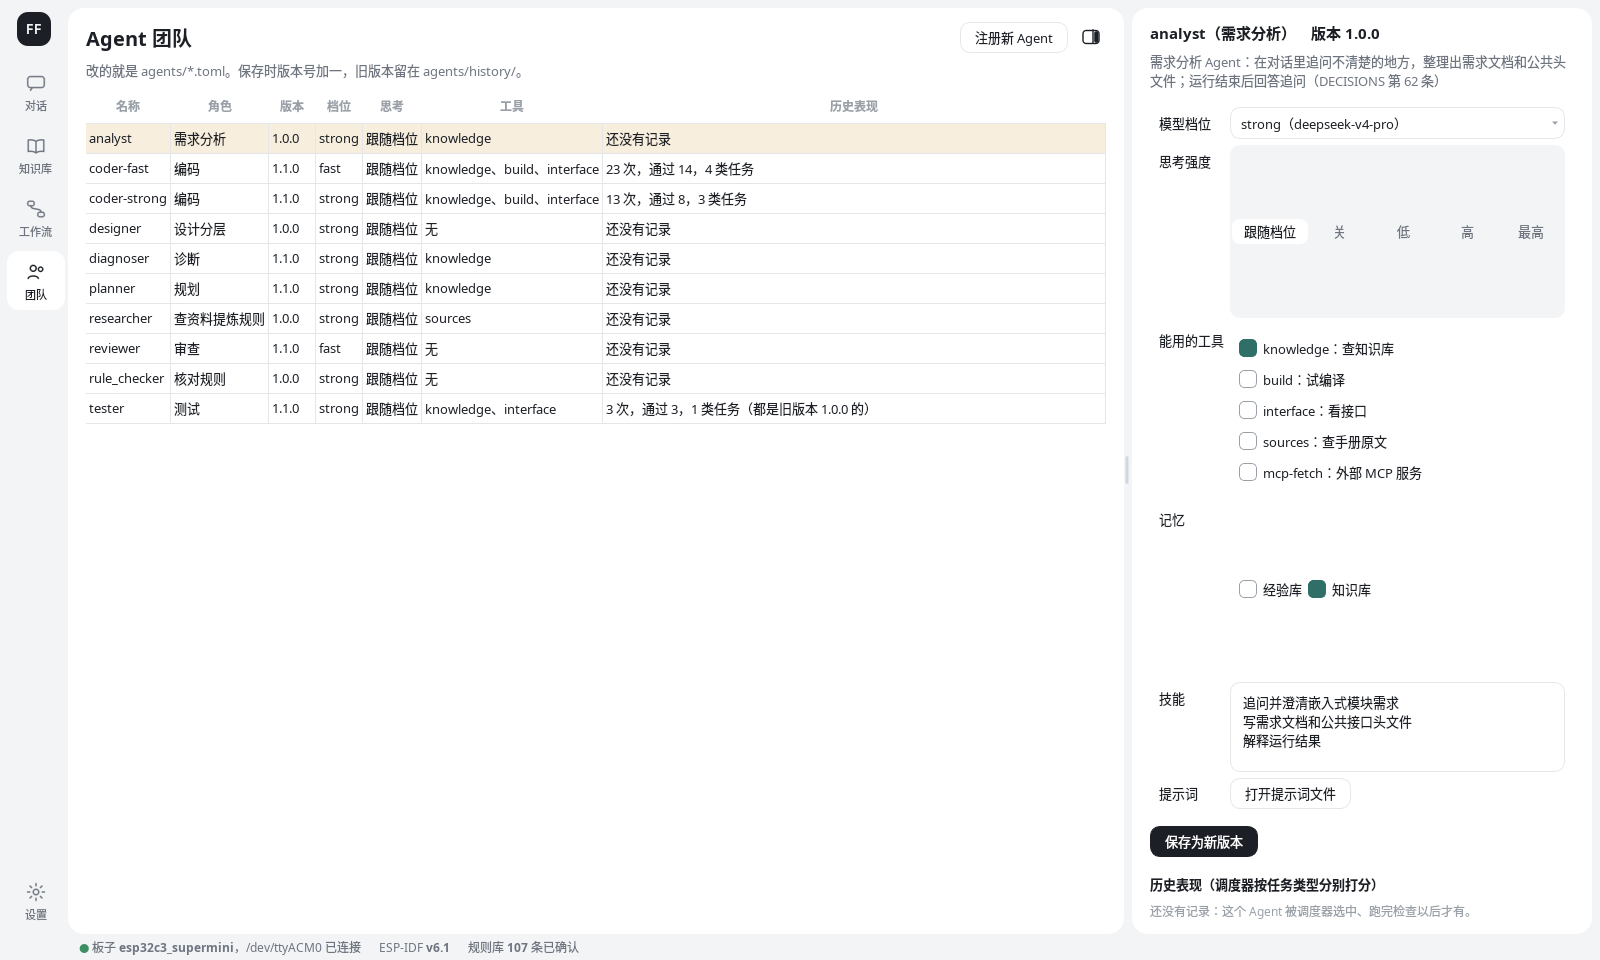 FF
对话
知识库
工作流
团队
设置
Agent 团队
注册新 Agent
改的就是 agents/*.toml。保存时版本号加一，旧版本留在 agents/history/。
名称 角色 版本 档位 思考 工具 历史表现
analyst 需求分析 1.0.0 strong 跟随档位 knowledge 还没有记录
coder-fast 编码 1.1.0 fast 跟随档位 knowledge、build、interface 23 次，通过 14，4 类任务
coder-strong 编码 1.1.0 strong 跟随档位 knowledge、build、interface 13 次，通过 8，3 类任务
designer 设计分层 1.0.0 strong 跟随档位 无 还没有记录
diagnoser 诊断 1.1.0 strong 跟随档位 knowledge 还没有记录
planner 规划 1.1.0 strong 跟随档位 knowledge 还没有记录
researcher 查资料提炼规则 1.0.0 strong 跟随档位 sources 还没有记录
reviewer 审查 1.1.0 fast 跟随档位 无 还没有记录
rule_checker 核对规则 1.0.0 strong 跟随档位 无 还没有记录
tester 测试 1.1.0 strong 跟随档位 knowledge、interface 3 次，通过 3，1 类任务（都是旧版本 1.0.0 的）
analyst（需求分析） 版本 1.0.0
需求分析 Agent：在对话里追问不清楚的地方，整理出需求文档和公共头
文件；运行结束后回答追问（DECISIONS 第 62 条）
模型档位 strong（deepseek-v4-pro）
思考强度
跟随档位 关 低 高 最高
能用的工具
knowledge：查知识库
build：试编译
interface：看接口
sources：查手册原文
mcp-fetch：外部 MCP 服务
记忆
经验库 知识库
技能
追问并澄清嵌入式模块需求
写需求文档和公共接口头文件
解释运行结果
提示词 打开提示词文件
保存为新版本
历史表现（调度器按任务类型分别打分）
还没有记录：这个 Agent 被调度器选中、跑完检查以后才有。
板子 esp32c3_supermini，/dev/ttyACM0 已连接 ESP-IDF v6.1 规则库 107 条已确认